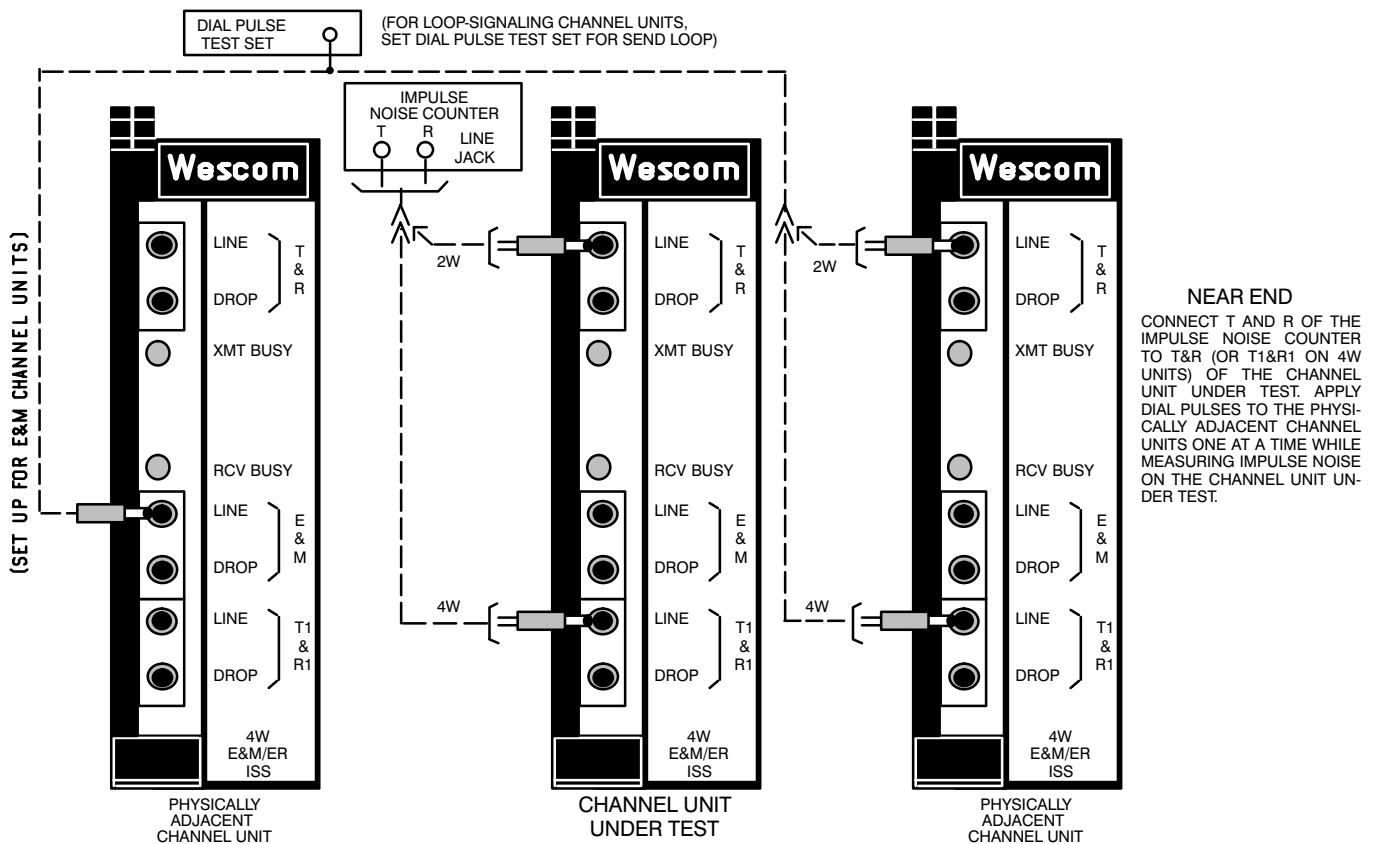 DIAL PULSE
TEST SET
(FOR LOOP-SIGNALING CHANNEL UNITS,
SET DIAL PULSE TEST SET FOR SEND LOOP)
IMPULSE
NOISE COUNTER
T R LINE
JACK
(SET UP FOR E&M CHANNEL UNITS)
Wescom
LINE
DROP
T
&
R
XMT BUSY
RCV BUSY
LINE
DROP
E
&
M
LINE
DROP
T1
&
R1
4W
E&M/ER
ISS
PHYSICALLY
ADJACENT
CHANNEL UNIT
2W
4W
Wescom
LINE
DROP
T
&
R
XMT BUSY
RCV BUSY
LINE
DROP
E
&
M
LINE
DROP
T1
&
R1
4W
E&M/ER
ISS
CHANNEL UNIT
UNDER TEST
2W
4W
Wescom
LINE
DROP
T
&
R
XMT BUSY
RCV BUSY
LINE
DROP
E
&
M
LINE
DROP
T1
&
R1
4W
E&M/ER
ISS
PHYSICALLY
ADJACENT
CHANNEL UNIT
NEAR END
CONNECT T AND R OF THE
IMPULSE NOISE COUNTER
TO T&R (OR T1&R1 ON 4W
UNITS) OF THE CHANNEL
UNIT UNDER TEST. APPLY
DIAL PULSES TO THE PHYSI-
CALLY ADJACENT CHANNEL
UNITS ONE AT A TIME WHILE
MEASURING IMPULSE NOISE
ON THE CHANNEL UNIT UN-
DER TEST.